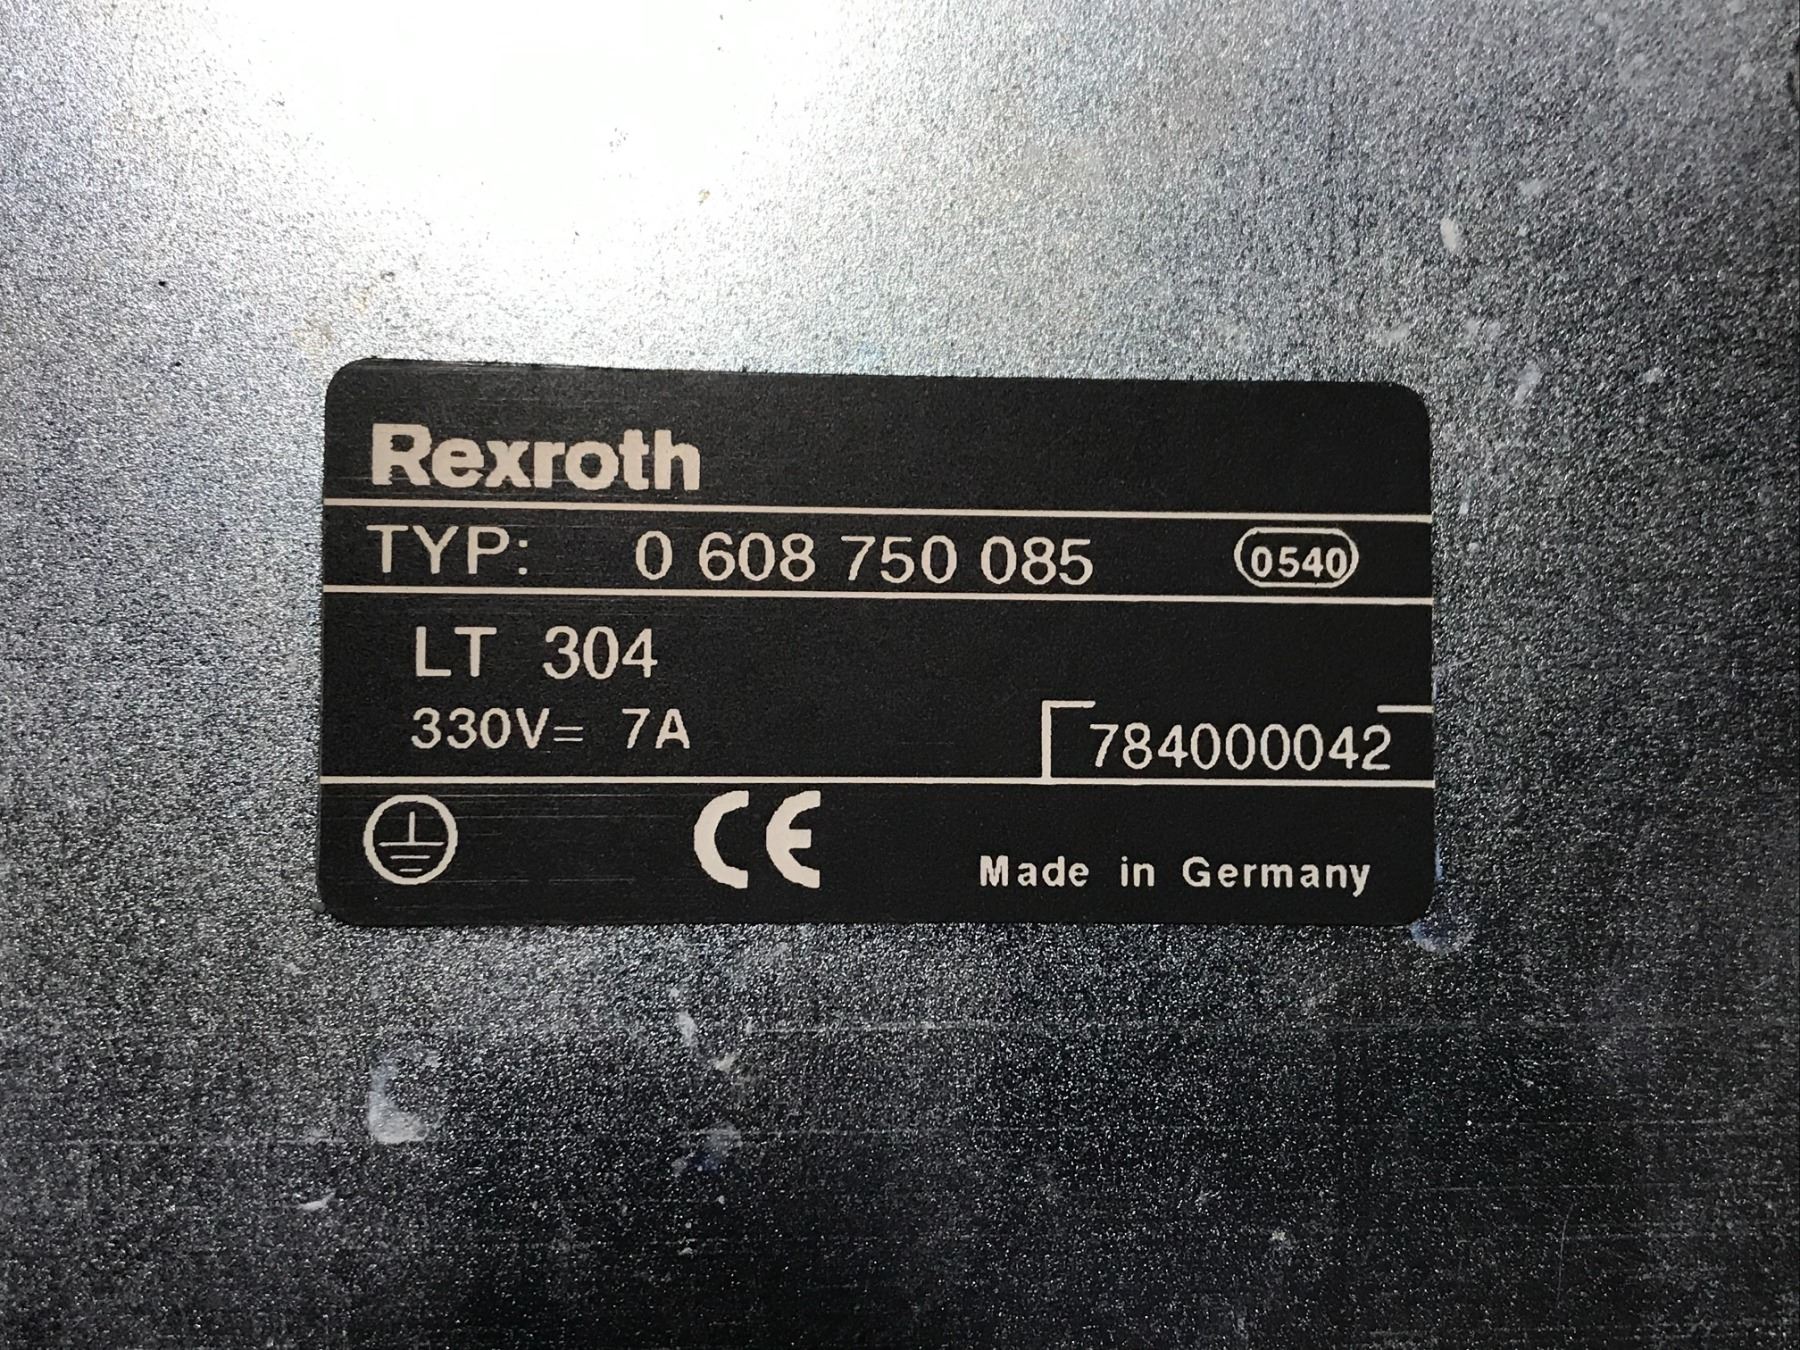 Rexroth
TYP: 0 608 750 085 0540
LT 304
330V= 7A
784000042
CE
Made in Germany